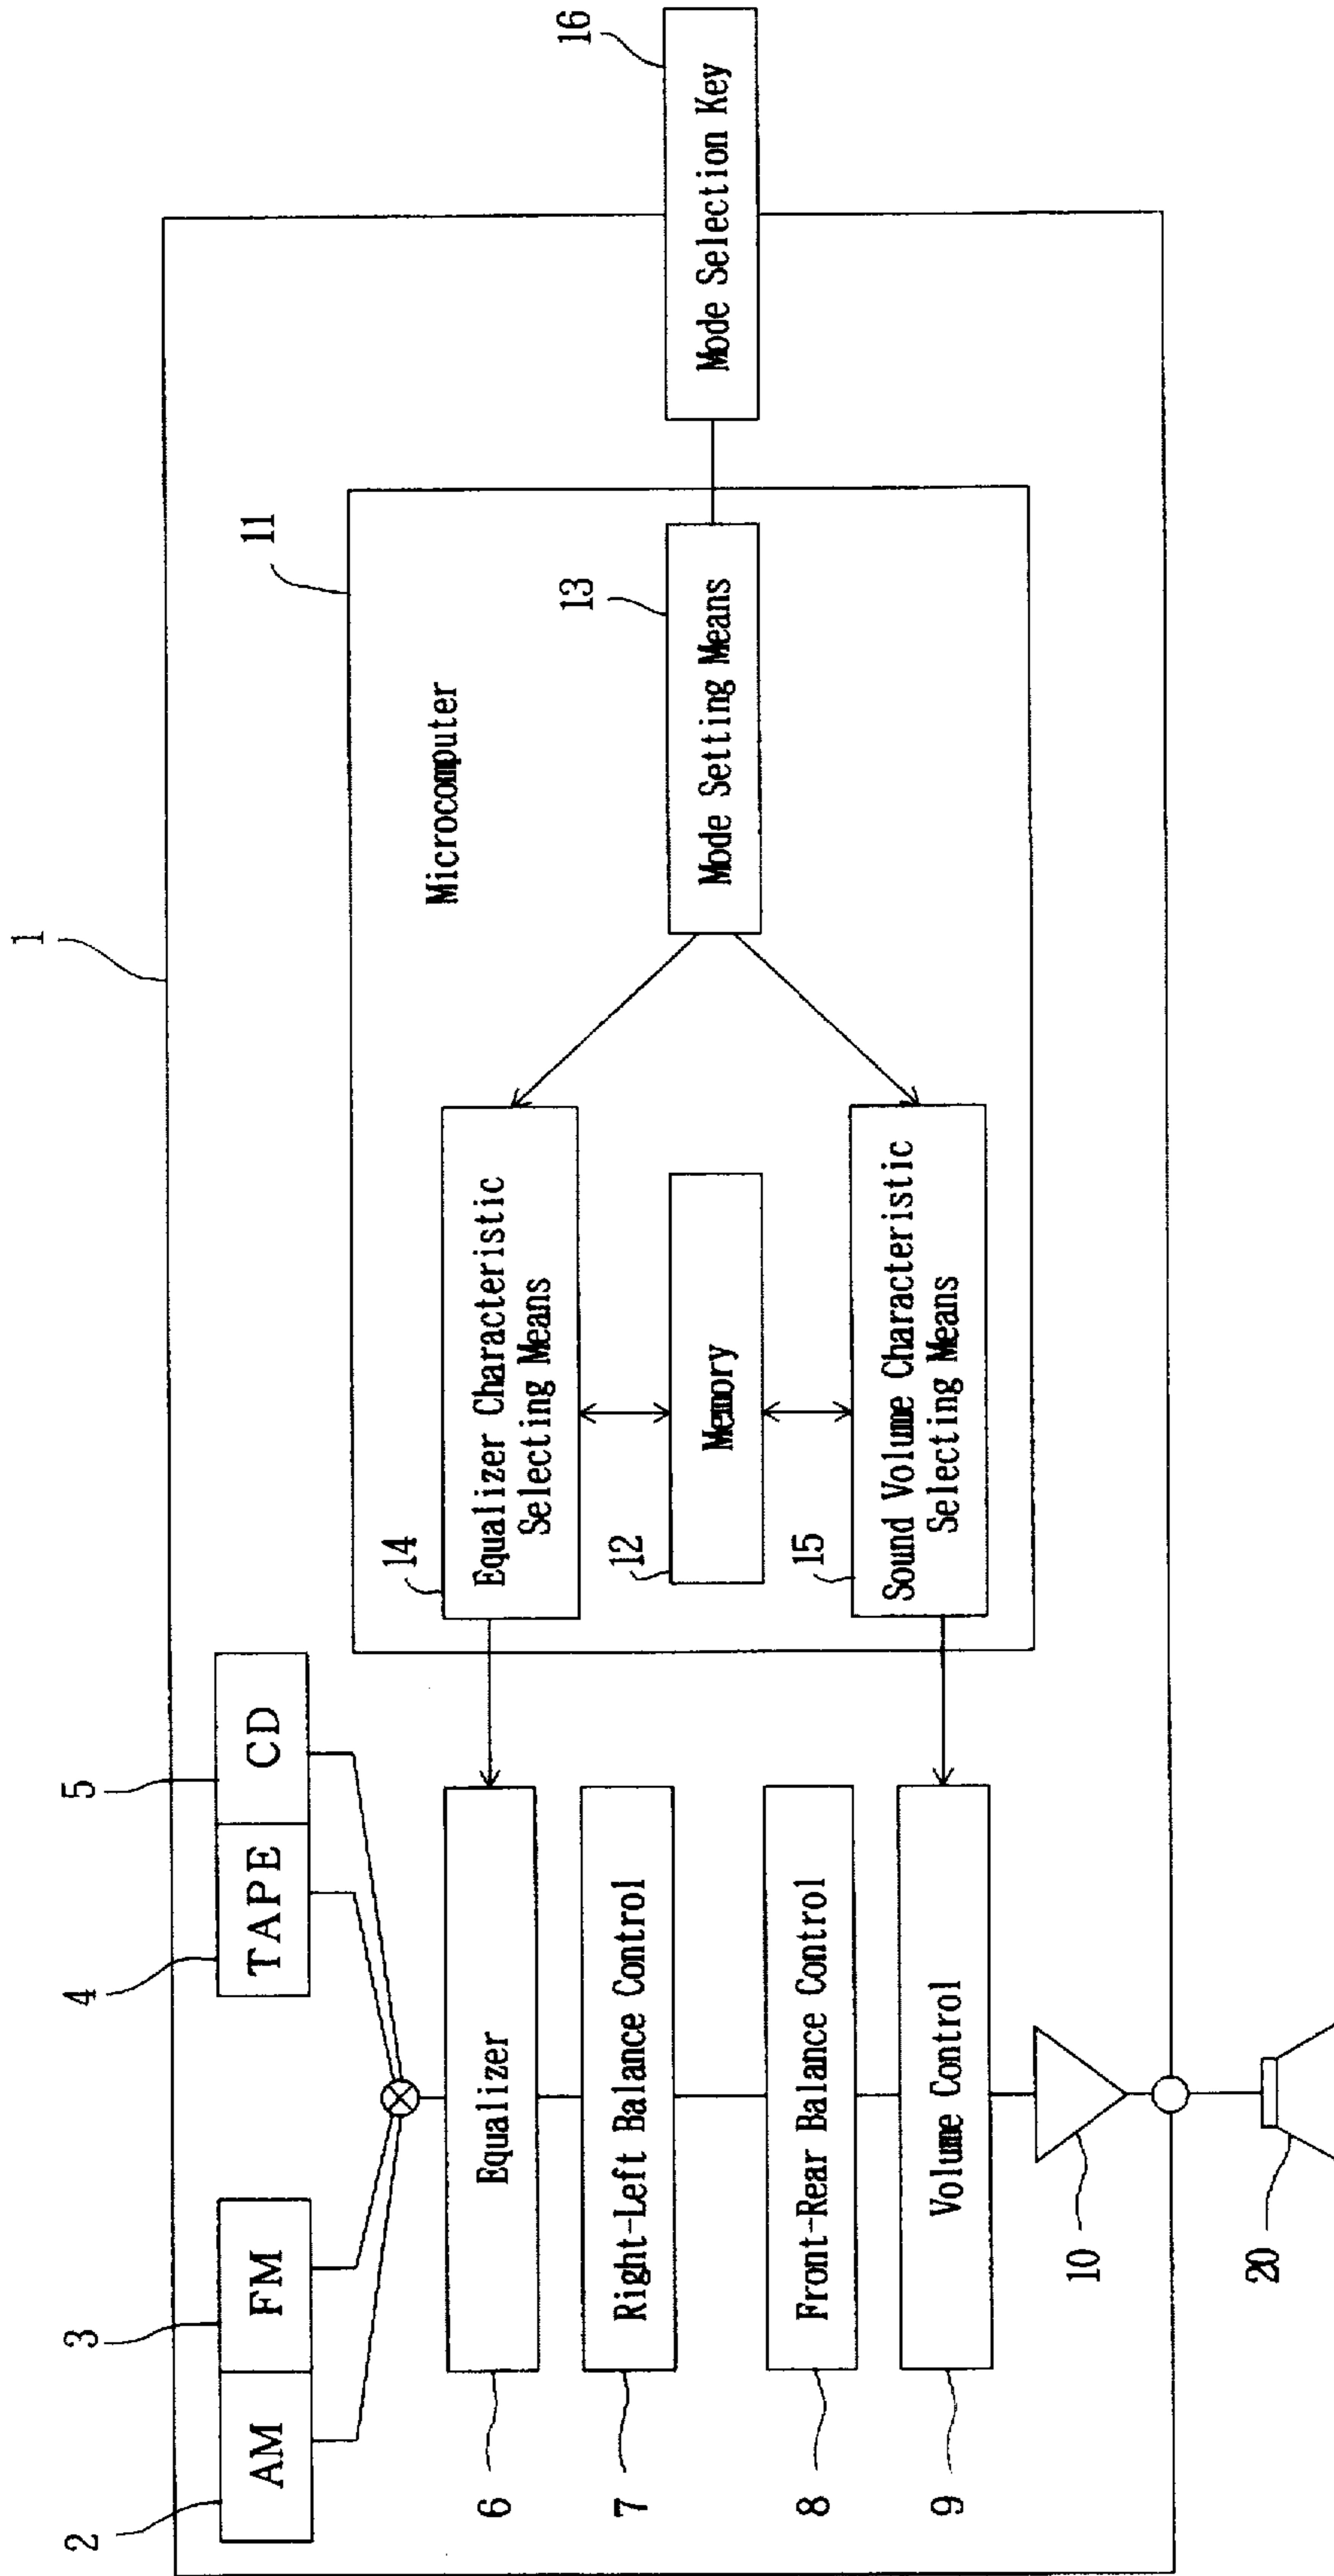 1
2
3
4
5
AM
FM
TAPE
CD
11
Microcomputer
6
Equalizer
14
Equalizer Characteristic
Selecting Means
7
Right-Left Balance Control
12
Memory
13
Mode Setting Means
16
Mode Selection Key
8
Front-Rear Balance Control
15
Sound Volume Characteristic
Selecting Means
9
Volume Control
10
20